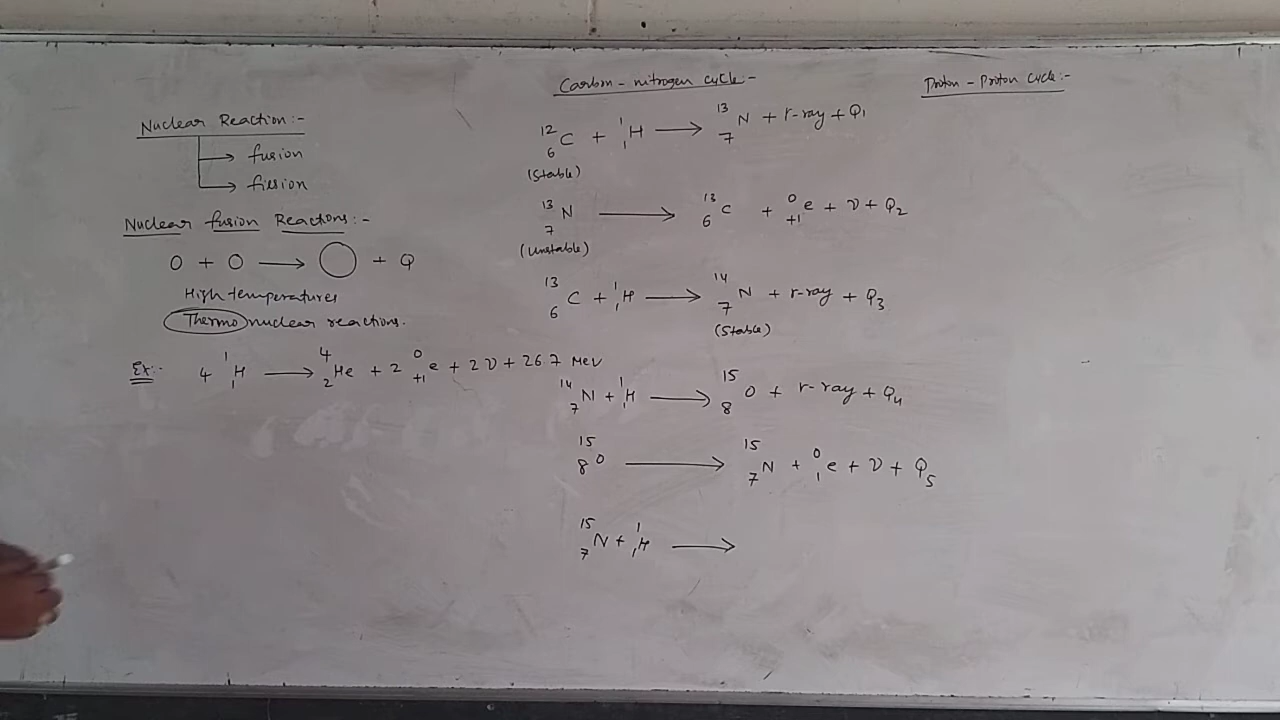 Nuclear Reaction:-
→ fusion
→ fission
Nuclear fusion Reactions:-
O + O ⟶ ◯ + Q
High temperatures
Thermo nuclear reactions.
Ex:- 4 ¹₁H ⟶ ⁴₂He + 2 ⁰₊₁e + 2ν + 26.7 MeV
Carbon - nitrogen cycle:-
¹²₆C + ¹₁H ⟶ ¹³₇N + r-ray + Q₁
(Stable)
¹³₇N ⟶ ¹³₆C + ⁰₊₁e + ν + Q₂
(Unstable)
¹³₆C + ¹₁H ⟶ ¹⁴₇N + r-ray + Q₃
(Stable)
¹⁴₇N + ¹₁H ⟶ ¹⁵₈O + r-ray + Q₄
¹⁵₈O ⟶ ¹⁵₇N + ⁰₁e + ν + Q₅
¹⁵₇N + ¹₁H ⟶
Proton - Proton cycle:-